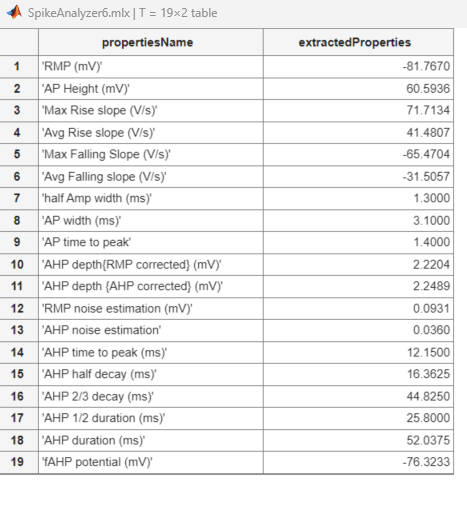 SpikeAnalyzer6.mlx | T = 19×2 table
propertiesName extractedProperties
1 'RMP (mV)' -81.7670
2 'AP Height (mV)' 60.5936
3 'Max Rise slope (V/s)' 71.7134
4 'Avg Rise slope (V/s)' 41.4807
5 'Max Falling Slope (V/s)' -65.4704
6 'Avg Falling slope (V/s)' -31.5057
7 'half Amp width (ms)' 1.3000
8 'AP width (ms)' 3.1000
9 'AP time to peak' 1.4000
10 'AHP depth{RMP corrected} (mV)' 2.2204
11 'AHP depth {AHP corrected} (mV)' 2.2489
12 'RMP noise estimation (mV)' 0.0931
13 'AHP noise estimation' 0.0360
14 'AHP time to peak (ms)' 12.1500
15 'AHP half decay (ms)' 16.3625
16 'AHP 2/3 decay (ms)' 44.8250
17 'AHP 1/2 duration (ms)' 25.8000
18 'AHP duration (ms)' 52.0375
19 'fAHP potential (mV)' -76.3233